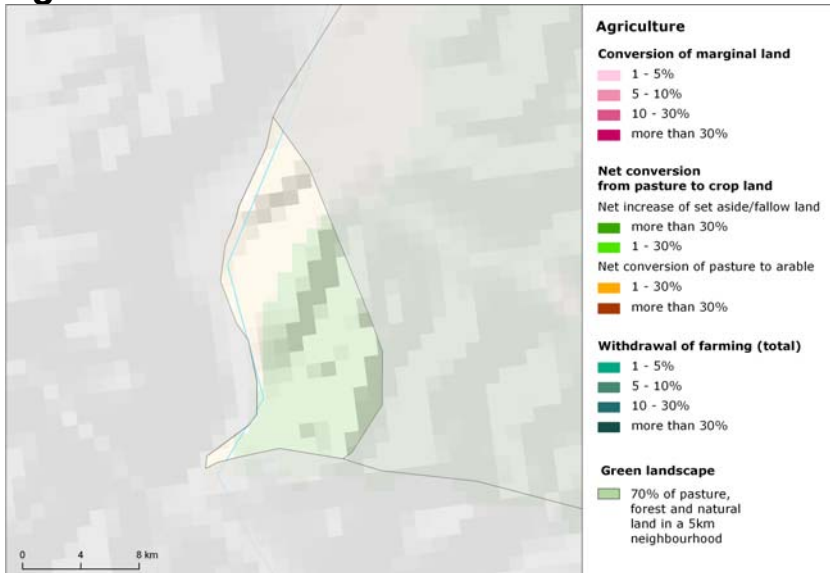 Agriculture
Conversion of marginal land
1 - 5%
5 - 10%
10 - 30%
more than 30%
Net conversion
from pasture to crop land
Net increase of set aside/fallow land
more than 30%
1 - 30%
Net conversion of pasture to arable
1 - 30%
more than 30%
Withdrawal of farming (total)
1 - 5%
5 - 10%
10 - 30%
more than 30%
Green landscape
70% of pasture,
forest and natural
land in a 5km
neighbourhood
0 4 8 km